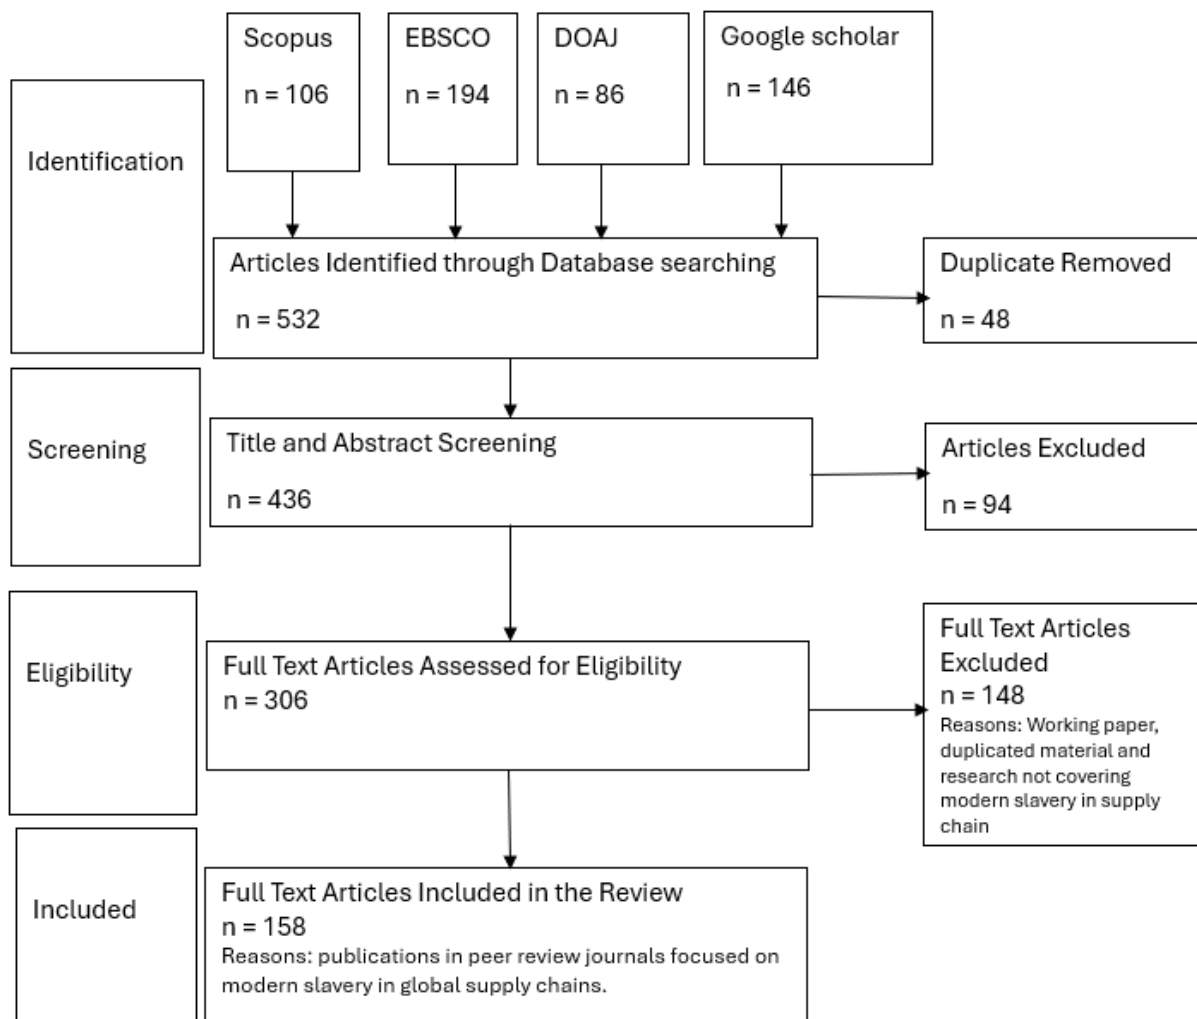 Scopus
n = 106
EBSCO
n = 194
DOAJ
n = 86
Google scholar
n = 146
Identification
Articles Identified through Database searching
n = 532
Duplicate Removed
n = 48
Screening
Title and Abstract Screening
n = 436
Articles Excluded
n = 94
Eligibility
Full Text Articles Assessed for Eligibility
n = 306
Full Text Articles
Excluded
n = 148
Reasons: Working paper,
duplicated material and
research not covering
modern slavery in supply
chain
Included
Full Text Articles Included in the Review
n = 158
Reasons: publications in peer review journals focused on
modern slavery in global supply chains.